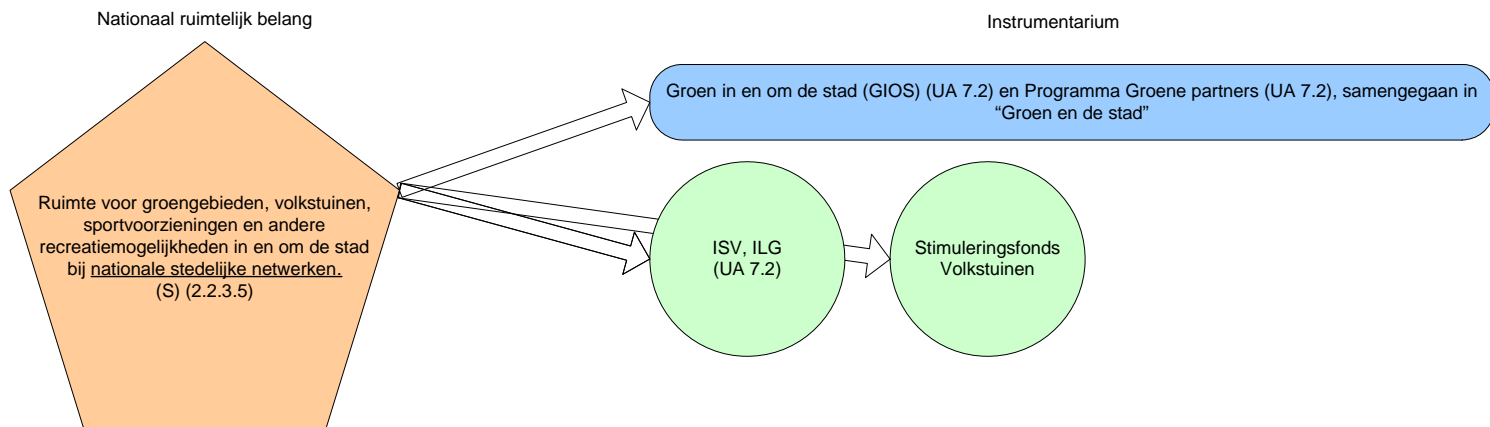 Nationaal ruimtelijk belang
Instrumentarium
Groen in en om de stad (GIOS) (UA 7.2) en Programma Groene partners (UA 7.2), samengegaan in
“Groen en de stad”
Ruimte voor groengebieden, volkstuinen,
sportvoorzieningen en andere
recreatiemogelijkheden in en om de stad
bij nationale stedelijke netwerken.
(S) (2.2.3.5)
ISV, ILG
(UA 7.2)
Stimuleringsfonds
Volkstuinen